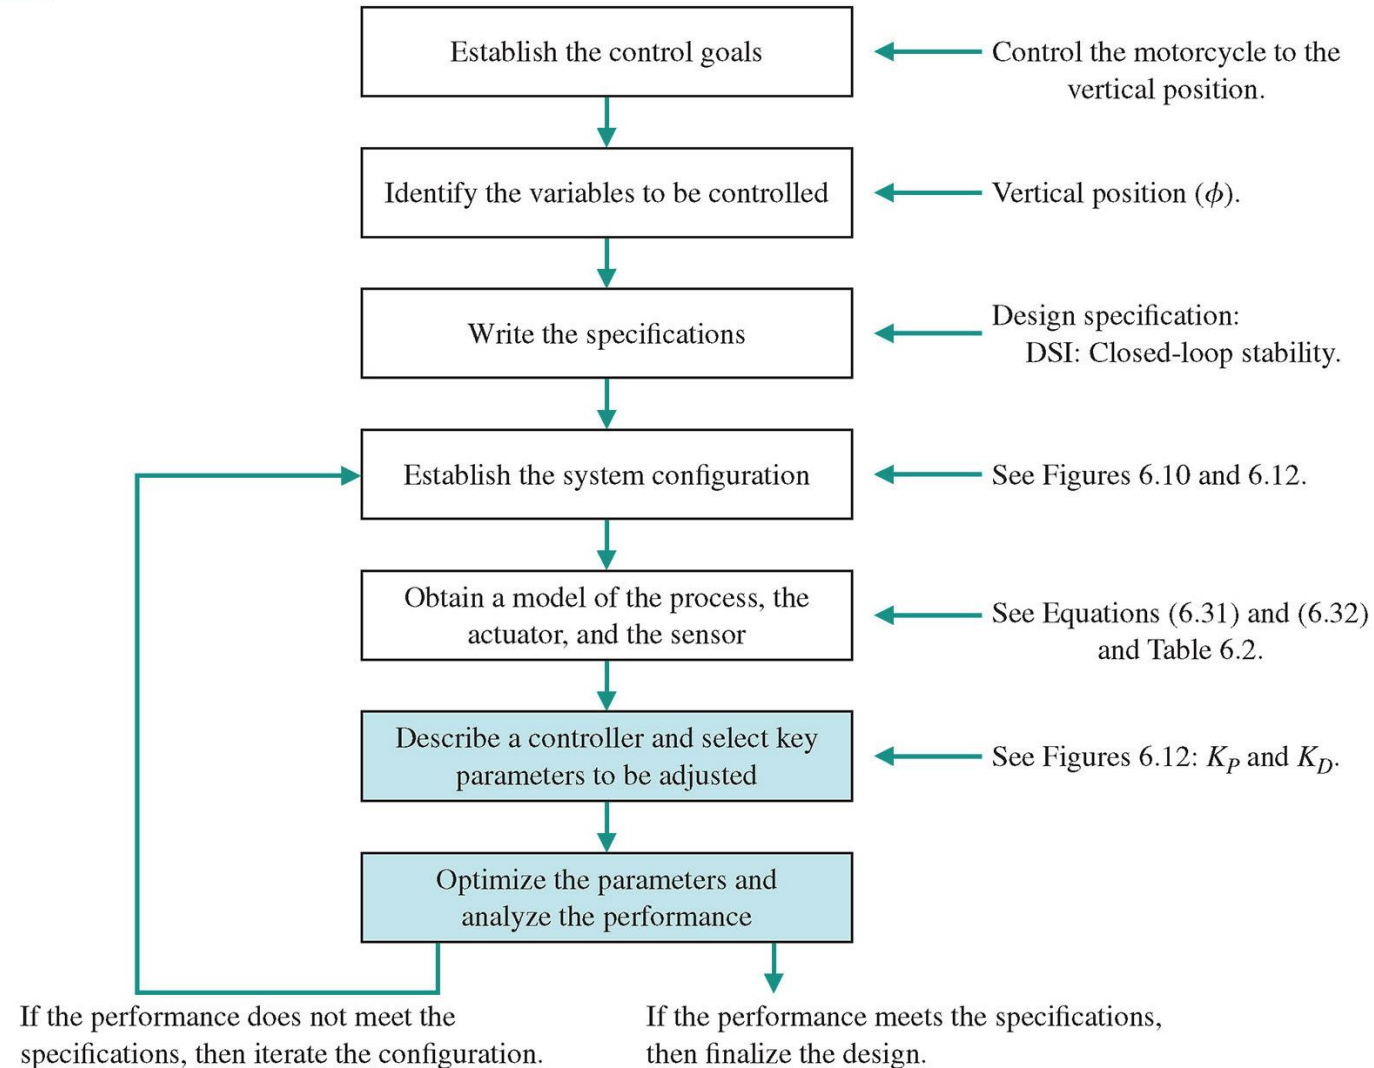 Establish the control goals
Control the motorcycle to the
vertical position.
Identify the variables to be controlled
Vertical position (ϕ).
Write the specifications
Design specification:
DSI: Closed-loop stability.
Establish the system configuration
See Figures 6.10 and 6.12.
Obtain a model of the process, the
actuator, and the sensor
See Equations (6.31) and (6.32)
and Table 6.2.
Describe a controller and select key
parameters to be adjusted
See Figures 6.12: K_P and K_D.
Optimize the parameters and
analyze the performance
If the performance does not meet the
specifications, then iterate the configuration.
If the performance meets the specifications,
then finalize the design.